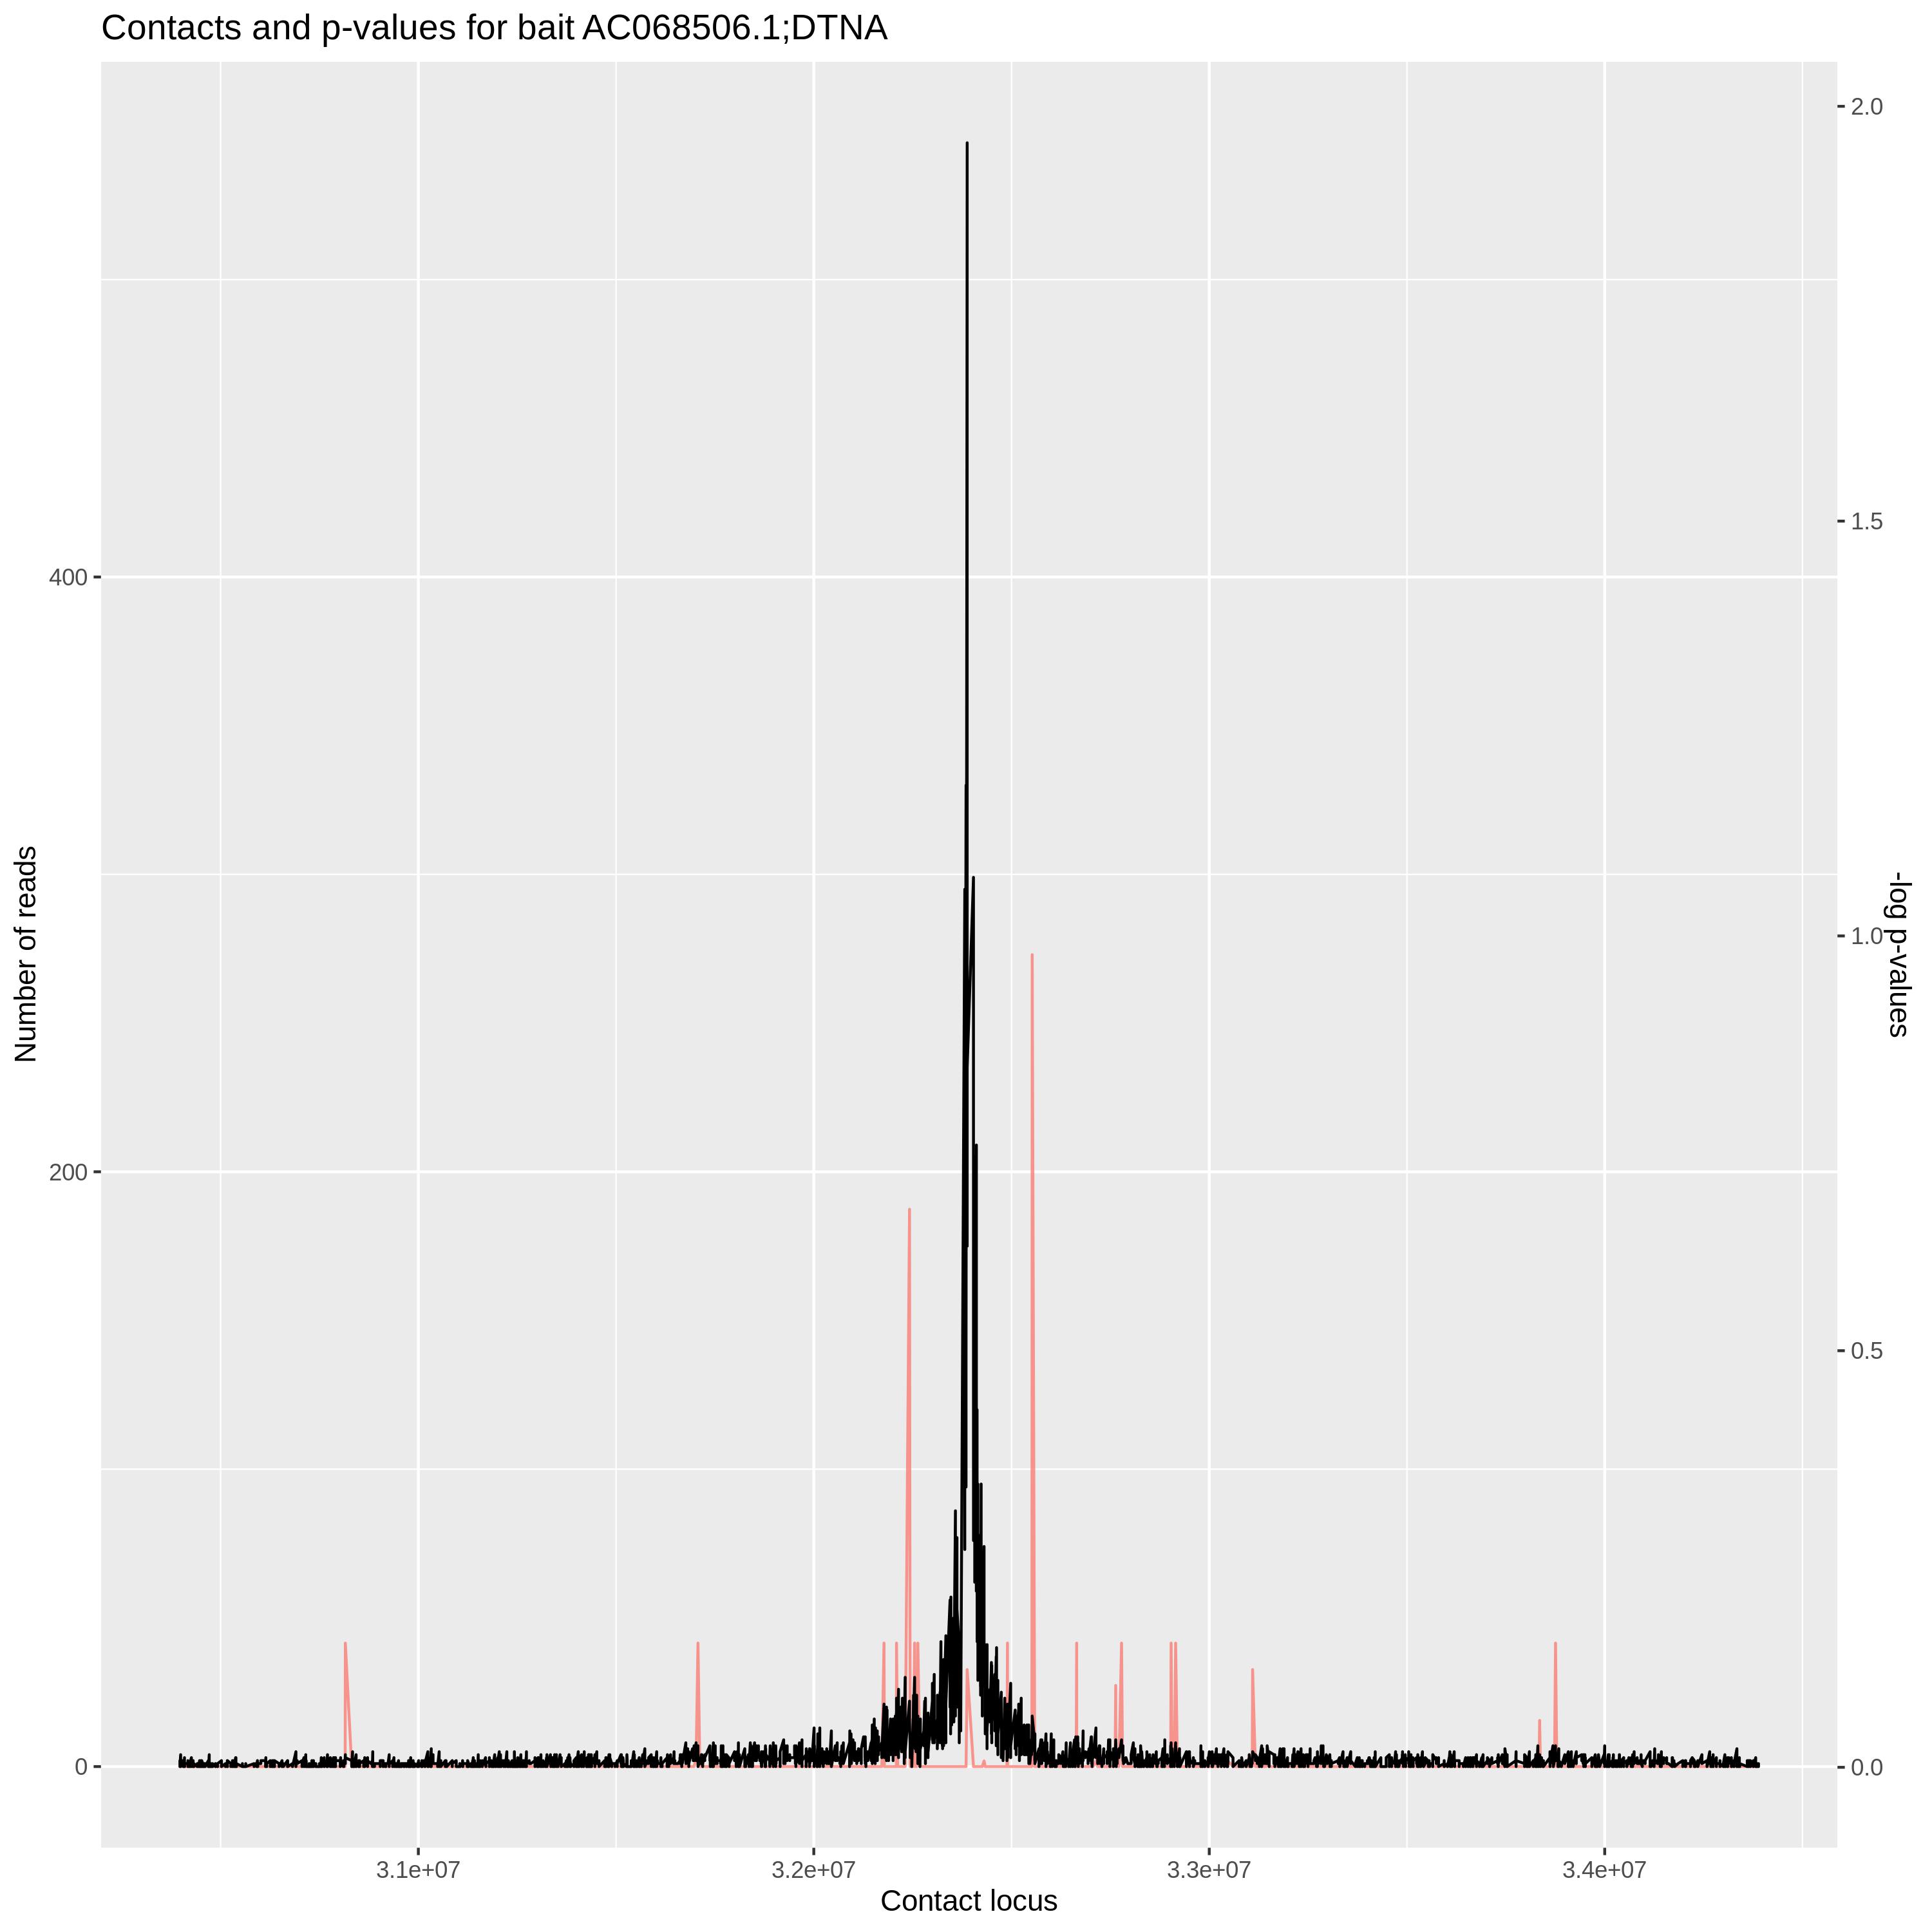 Contacts and p-values for bait AC068506.1;DTNA
2.0
1.5
400
Number of reads
-log p-values
1.0
200
0.5
0
0.0
3.1e+07
3.2e+07
3.3e+07
3.4e+07
Contact locus